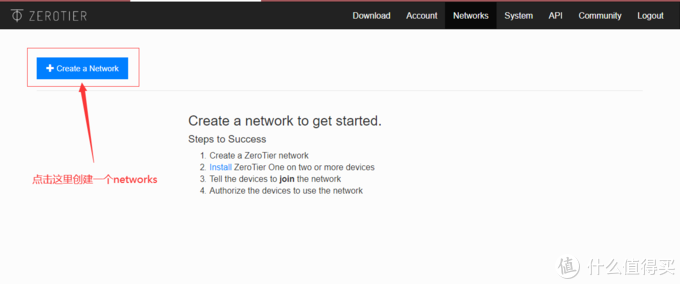 ZEROTIER
Download Account Networks System API Community Logout
Create a Network
Create a network to get started.
Steps to Success
1. Create a ZeroTier network
2. Install ZeroTier One on two or more devices
3. Tell the devices to join the network
4. Authorize the devices to use the network
点击这里创建一个networks
值 什么值得买